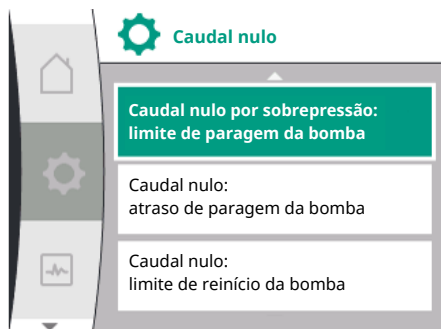 Caudal nulo
Caudal nulo por sobrepressão:
limite de paragem da bomba
Caudal nulo:
atraso de paragem da bomba
Caudal nulo:
limite de reinício da bomba